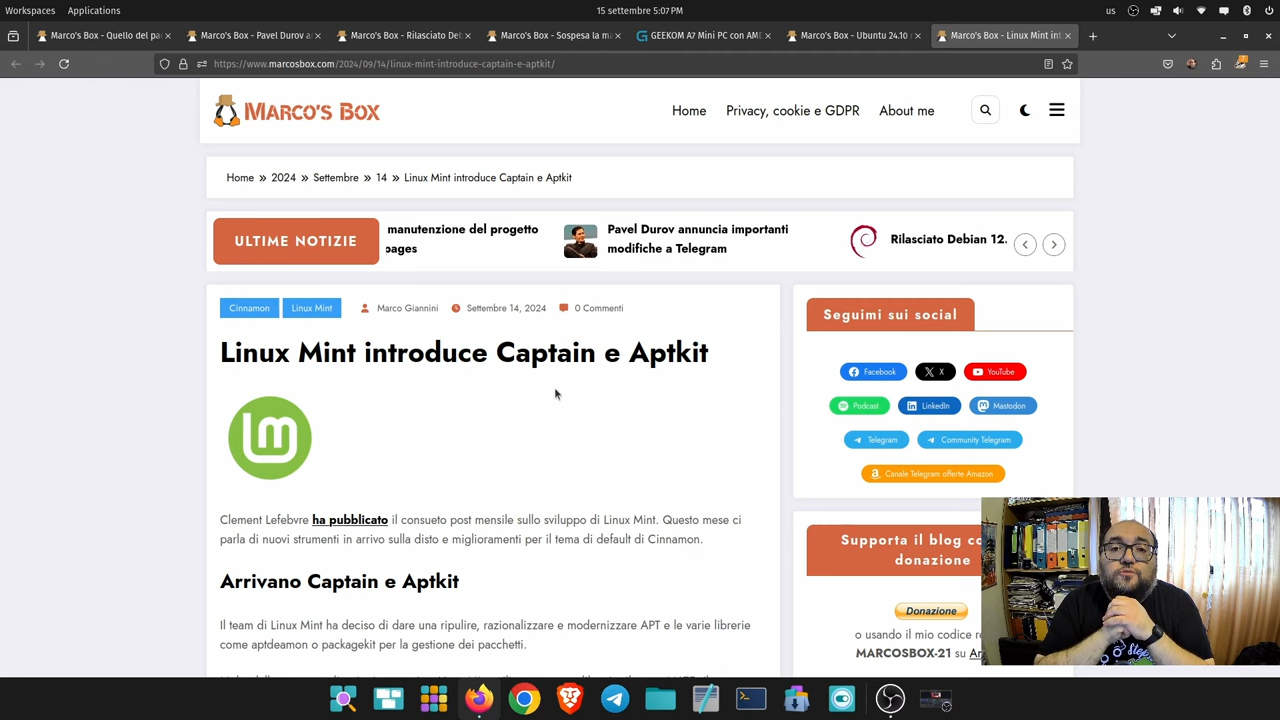 Workspaces Applications 15 settembre 5:07 PM us
Marco's Box - Quello del pa
Marco's Box - Pavel Durov a
Marco's Box - Rilasciato Deb
Marco's Box - Sospesa la ma
GEEKOM A7 Mini PC con AMD
Marco's Box - Ubuntu 24.10
Marco's Box - Linux Mint int
https://www.marcosbox.com/2024/09/14/linux-mint-introduce-captain-e-aptkit/
MARCO'S BOX
Home Privacy, cookie e GDPR About me
Home » 2024 » Settembre » 14 » Linux Mint introduce Captain e Aptkit
ULTIME NOTIZIE
manutenzione del progetto
pages
Pavel Durov annuncia importanti
modifiche a Telegram
Rilasciato Debian 12.
Cinnamon Linux Mint Marco Giannini Settembre 14, 2024 0 Commenti
Linux Mint introduce Captain e Aptkit
lm
Clement Lefebvre ha pubblicato il consueto post mensile sullo sviluppo di Linux Mint. Questo mese ci
parla di nuovi strumenti in arrivo sulla disto e miglioramenti per il tema di default di Cinnamon.
Arrivano Captain e Aptkit
Il team di Linux Mint ha deciso di dare una ripulire, razionalizzare e modernizzare APT e le varie librerie
come aptdeamon o packagekit per la gestione dei pacchetti.
Seguimi sui social
Facebook X YouTube
Podcast LinkedIn Mastodon
Telegram Community Telegram
Canale Telegram offerte Amazon
Supporta il blog co
donazione
Donazione
o usando il mio codice re
MARCOSBOX-21 su